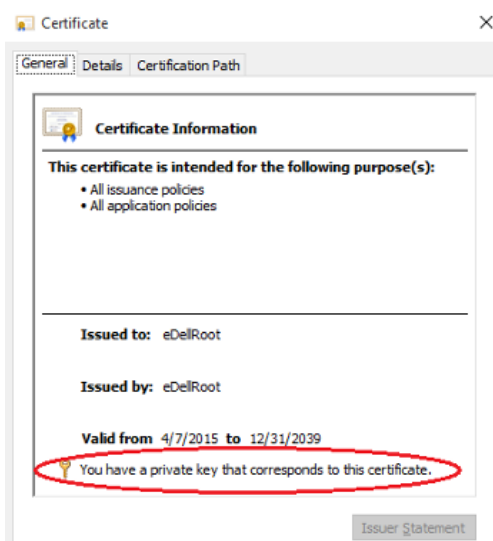 Certificate
General Details Certification Path
Certificate Information
This certificate is intended for the following purpose(s):
• All issuance policies
• All application policies
Issued to: eDellRoot
Issued by: eDellRoot
Valid from 4/7/2015 to 12/31/2039
You have a private key that corresponds to this certificate.
Issuer Statement